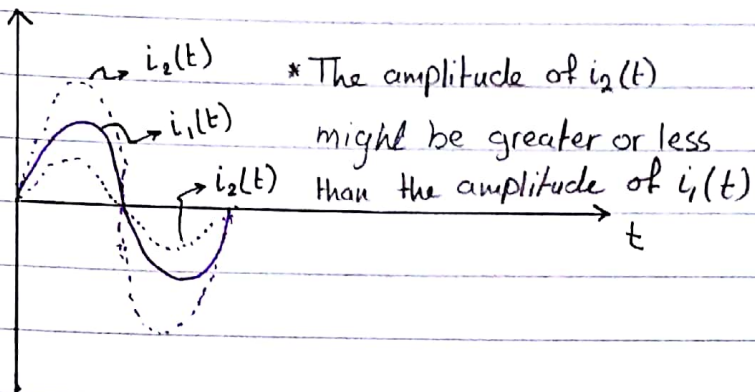 i₂(t) * The amplitude of i₂(t)
i₁(t) might be greater or less
i₂(t) than the amplitude of i₁(t)
t